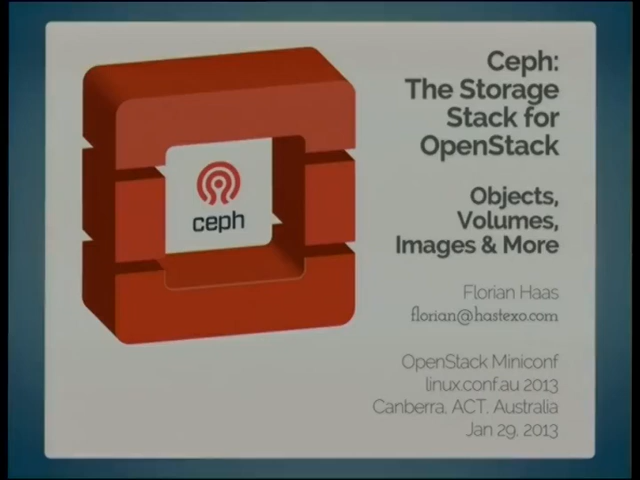 Ceph:
The Storage
Stack for
OpenStack
Objects,
Volumes,
Images & More
Florian Haas
florian@hastexo.com
OpenStack Miniconf
linux.conf.au 2013
Canberra, ACT, Australia
Jan 29, 2013
ceph